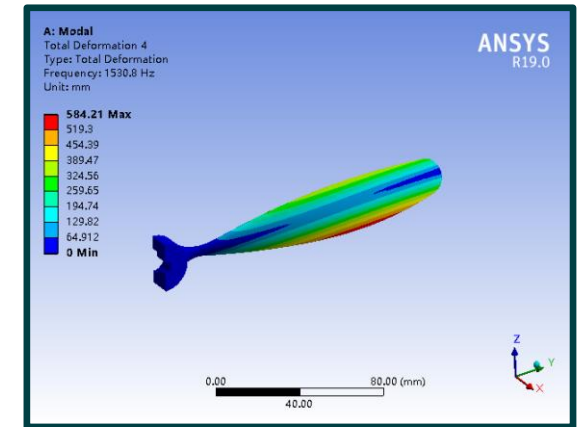 A: Modal
Total Deformation 4
Type: Total Deformation
Frequency: 1530.8 Hz
Unit: mm
584.21 Max
519.3
454.39
389.47
324.56
259.65
194.74
129.82
64.912
0 Min
ANSYS
R19.0
0.00 80.00 (mm)
40.00
Z
Y
X